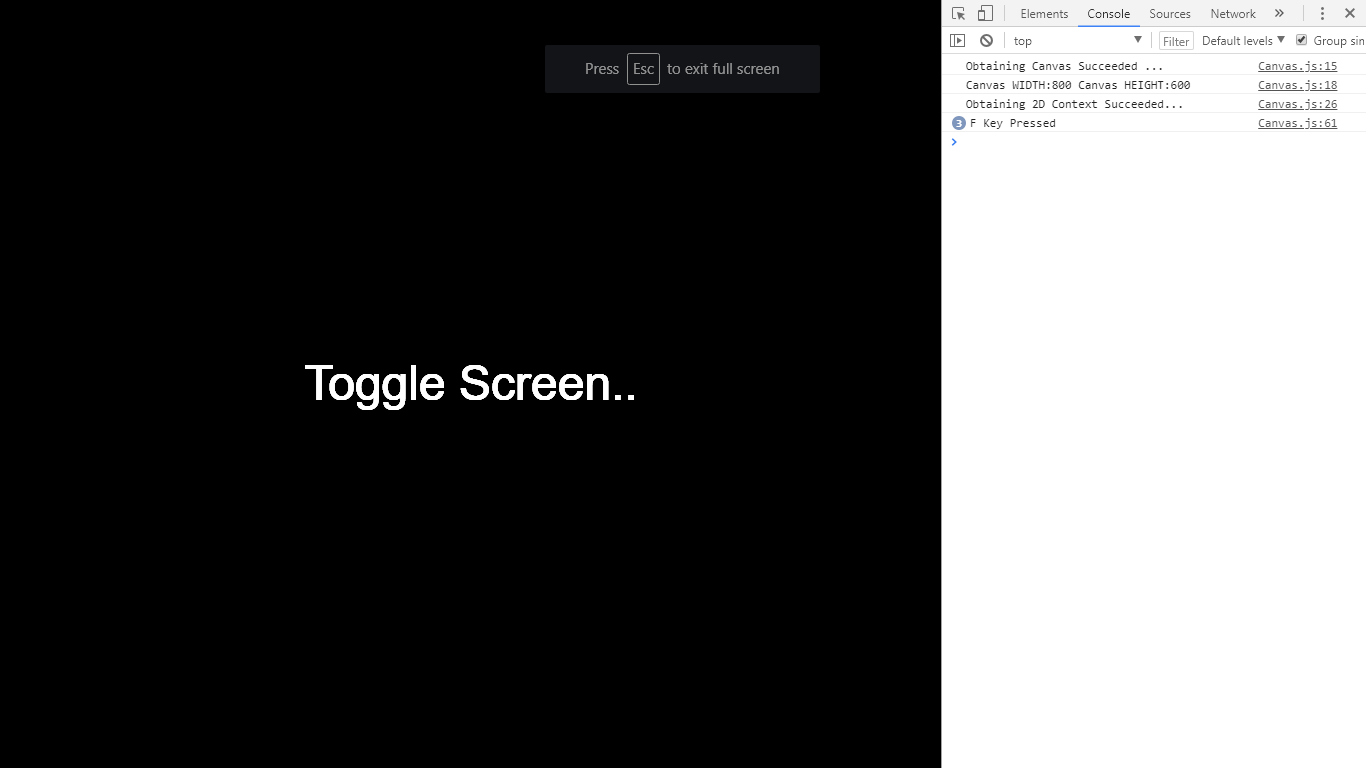 Press Esc to exit full screen
Toggle Screen..
Elements Console Sources Network »
top Filter Default levels Group sin
Obtaining Canvas Succeeded ... Canvas.js:15
Canvas WIDTH:800 Canvas HEIGHT:600 Canvas.js:18
Obtaining 2D Context Succeeded... Canvas.js:26
3 F Key Pressed Canvas.js:61